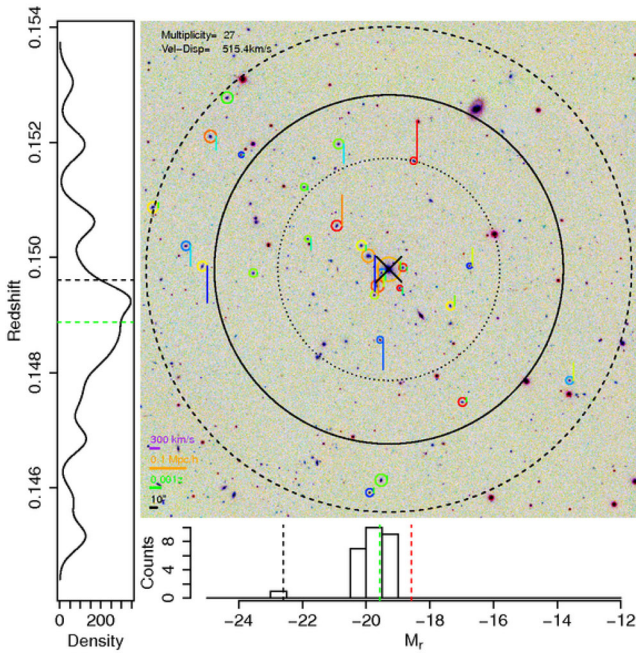 Multiplicity= 27
Vel-Disp= 515.4km/s
0.154
0.152
0.150
0.148
0.146
Redshift
0 200
Density
300 km/s
0.1 Mpc/h
0.001z
10"
Counts
0 4 8
−24 −22 −20 −18 −16 −14 −12
Mr